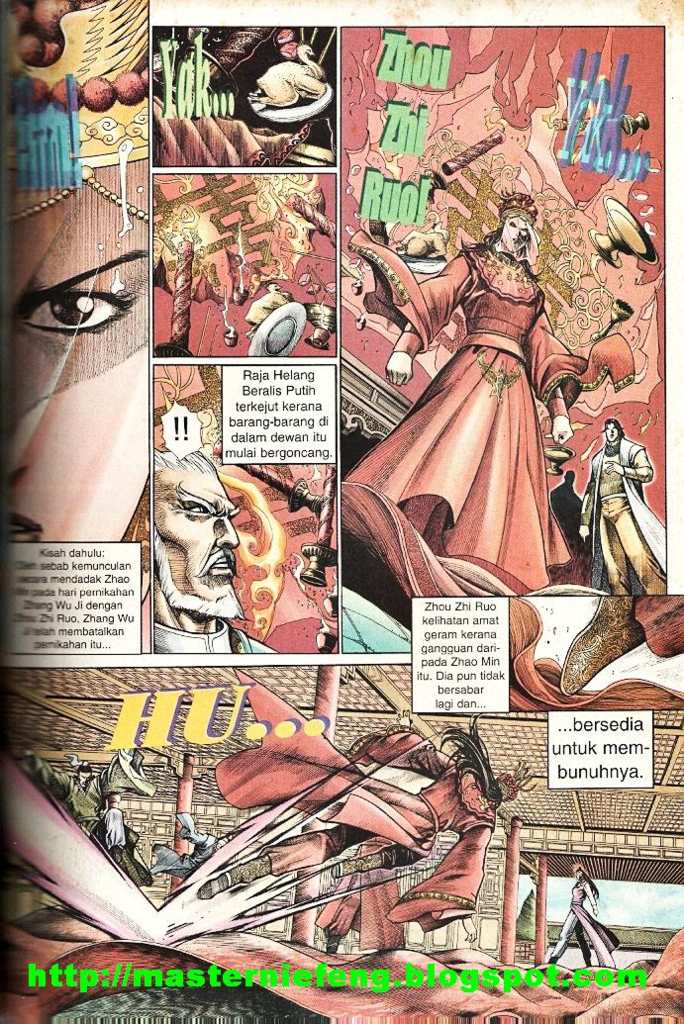 Yak...
Zhou
Zhi
Ruo!
Raja Helang
Beralis Putih
terkejut kerana
barang-barang di
dalam dewan itu
mulai bergoncang.
!!
Kisah dahulu:
sebab kemunculan
secara mendadak Zhao
pada hari pernikahan
Zhang Wu Ji dengan
Zhou Zhi Ruo, Zhang Wu
Ji telah membatalkan
pernikahan itu...
Zhou Zhi Ruo
kelihatan amat
geram kerana
gangguan dari-
pada Zhao Min
itu. Dia pun tidak
bersabar
lagi dan...
...bersedia
untuk mem-
bunuhnya.
HU...
http://masterniefeng.blogspot.com